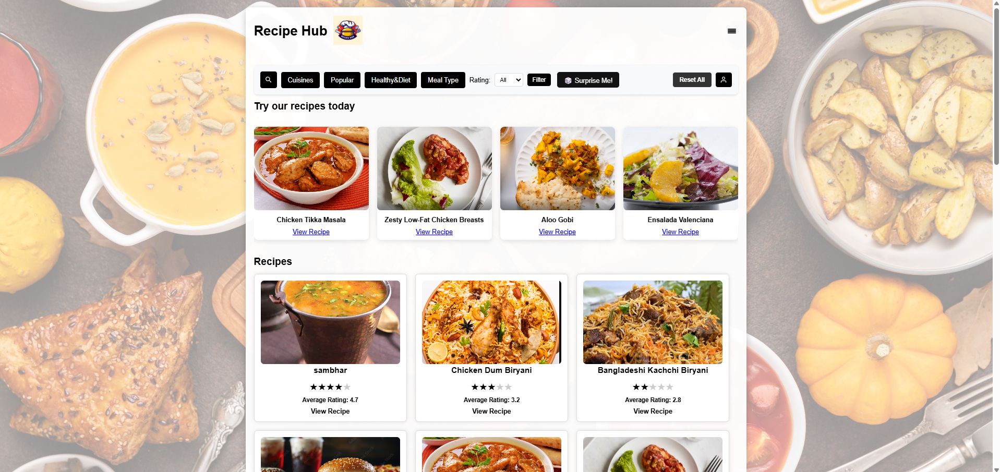 Recipe Hub
RECIPE HUB
Cuisines Popular Healthy&Diet Meal Type Rating: All Filter Surprise Me! Reset All
Try our recipes today
Chicken Tikka Masala Zesty Low-Fat Chicken Breasts Aloo Gobi Ensalada Valenciana
View Recipe View Recipe View Recipe View Recipe
Recipes
sambhar Chicken Dum Biryani Bangladeshi Kachchi Biryani
Average Rating: 4.7 Average Rating: 3.2 Average Rating: 2.8
View Recipe View Recipe View Recipe